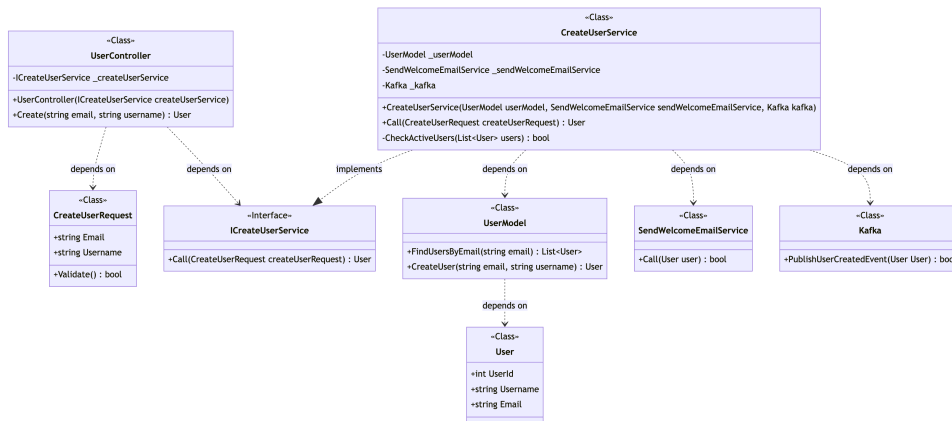 «Class»
UserController
-ICreateUserService _createUserService
+UserController(ICreateUserService createUserService)
+Create(string email, string username) : User
«Class»
CreateUserService
-UserModel _userModel
-SendWelcomeEmailService _sendWelcomeEmailService
-Kafka _kafka
+CreateUserService(UserModel userModel, SendWelcomeEmailService sendWelcomeEmailService, Kafka kafka)
+Call(CreateUserRequest createUserRequest) : User
-CheckActiveUsers(List<User> users) : bool
depends on
depends on
implements
depends on
depends on
depends on
«Class»
CreateUserRequest
+string Email
+string Username
+Validate() : bool
«Interface»
ICreateUserService
+Call(CreateUserRequest createUserRequest) : User
«Class»
UserModel
+FindUsersByEmail(string email) : List<User>
+CreateUser(string email, string username) : User
«Class»
SendWelcomeEmailService
+Call(User user) : bool
«Class»
Kafka
+PublishUserCreatedEvent(User User) : boo
depends on
«Class»
User
+int UserId
+string Username
+string Email